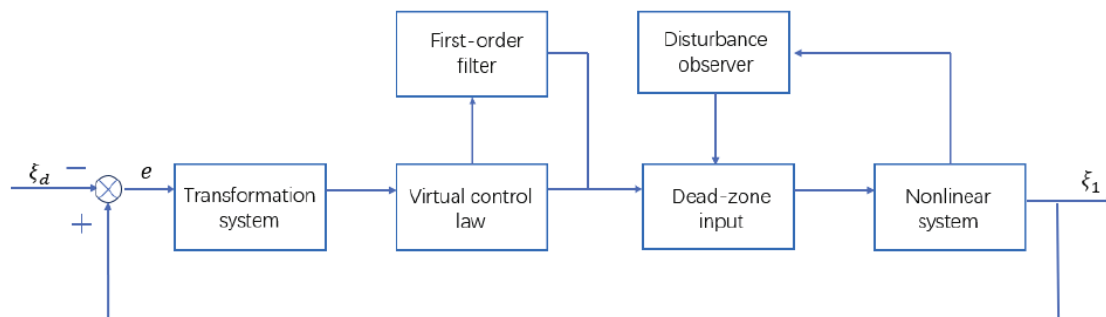 First-order
filter
Disturbance
observer
ξd
−
e
+
Transformation
system
Virtual control
law
Dead-zone
input
Nonlinear
system
ξ1